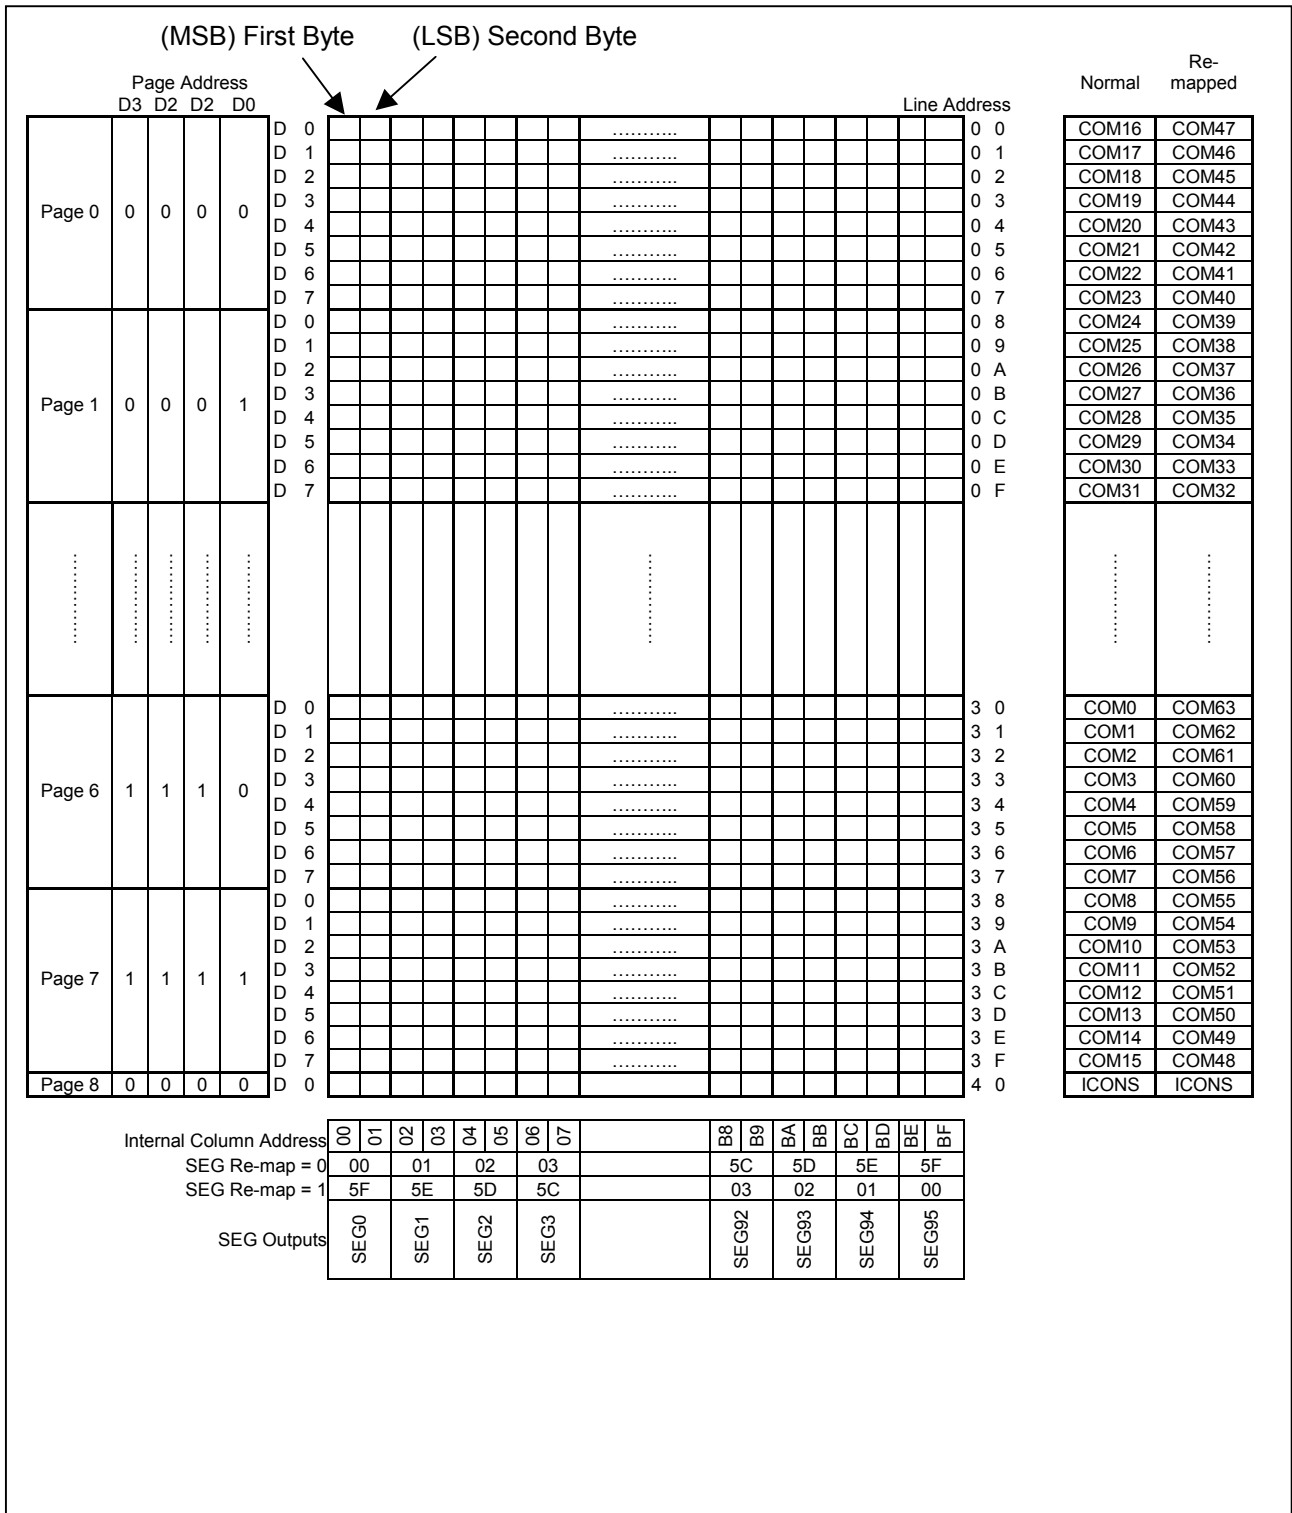 (MSB) First Byte (LSB) Second Byte
Page Address
D3 D2 D2 D0
Line Address
Normal Re-mapped
Page 0 0 0 0 0
D 0 ……….. 0 0 COM16 COM47
D 1 ……….. 0 1 COM17 COM46
D 2 ……….. 0 2 COM18 COM45
D 3 ……….. 0 3 COM19 COM44
D 4 ……….. 0 4 COM20 COM43
D 5 ……….. 0 5 COM21 COM42
D 6 ……….. 0 6 COM22 COM41
D 7 ……….. 0 7 COM23 COM40
Page 1 0 0 0 1
D 0 ……….. 0 8 COM24 COM39
D 1 ……….. 0 9 COM25 COM38
D 2 ……….. 0 A COM26 COM37
D 3 ……….. 0 B COM27 COM36
D 4 ……….. 0 C COM28 COM35
D 5 ……….. 0 D COM29 COM34
D 6 ……….. 0 E COM30 COM33
D 7 ……….. 0 F COM31 COM32
……….. ……….. ……….. ……….. ……….. ……….. ……….. ………..
Page 6 1 1 1 0
D 0 ……….. 3 0 COM0 COM63
D 1 ……….. 3 1 COM1 COM62
D 2 ……….. 3 2 COM2 COM61
D 3 ……….. 3 3 COM3 COM60
D 4 ……….. 3 4 COM4 COM59
D 5 ……….. 3 5 COM5 COM58
D 6 ……….. 3 6 COM6 COM57
D 7 ……….. 3 7 COM7 COM56
Page 7 1 1 1 1
D 0 ……….. 3 8 COM8 COM55
D 1 ……….. 3 9 COM9 COM54
D 2 ……….. 3 A COM10 COM53
D 3 ……….. 3 B COM11 COM52
D 4 ……….. 3 C COM12 COM51
D 5 ……….. 3 D COM13 COM50
D 6 ……….. 3 E COM14 COM49
D 7 ……….. 3 F COM15 COM48
Page 8 0 0 0 0 D 0 4 0 ICONS ICONS
Internal Column Address 00 01 02 03 04 05 06 07 B8 B9 BA BB BC BD BE BF
SEG Re-map = 0 00 01 02 03 5C 5D 5E 5F
SEG Re-map = 1 5F 5E 5D 5C 03 02 01 00
SEG Outputs SEG0 SEG1 SEG2 SEG3 SEG92 SEG93 SEG94 SEG95